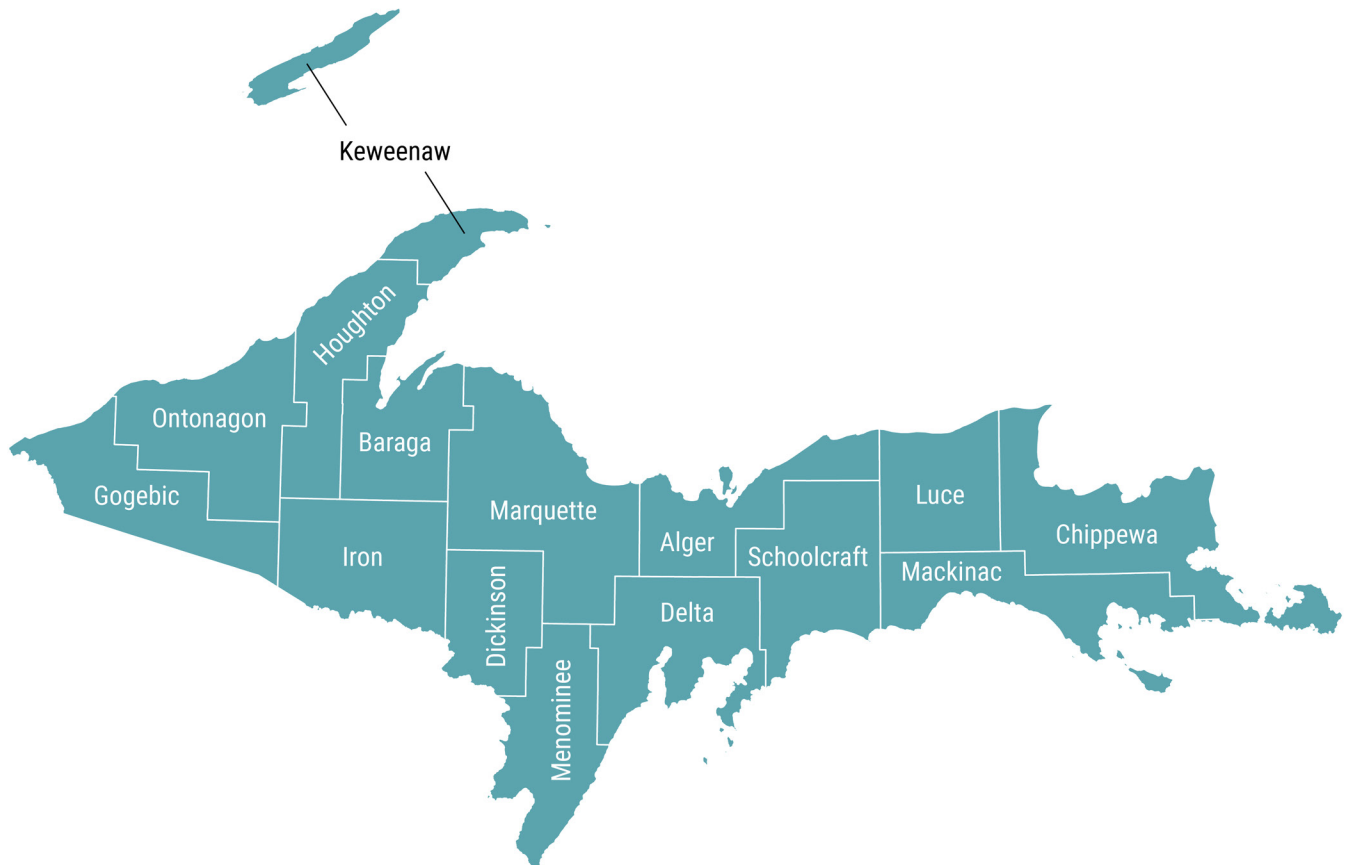 Keweenaw
Houghton
Ontonagon
Baraga
Gogebic
Marquette
Luce
Iron
Alger
Schoolcraft
Chippewa
Mackinac
Dickinson
Delta
Menominee